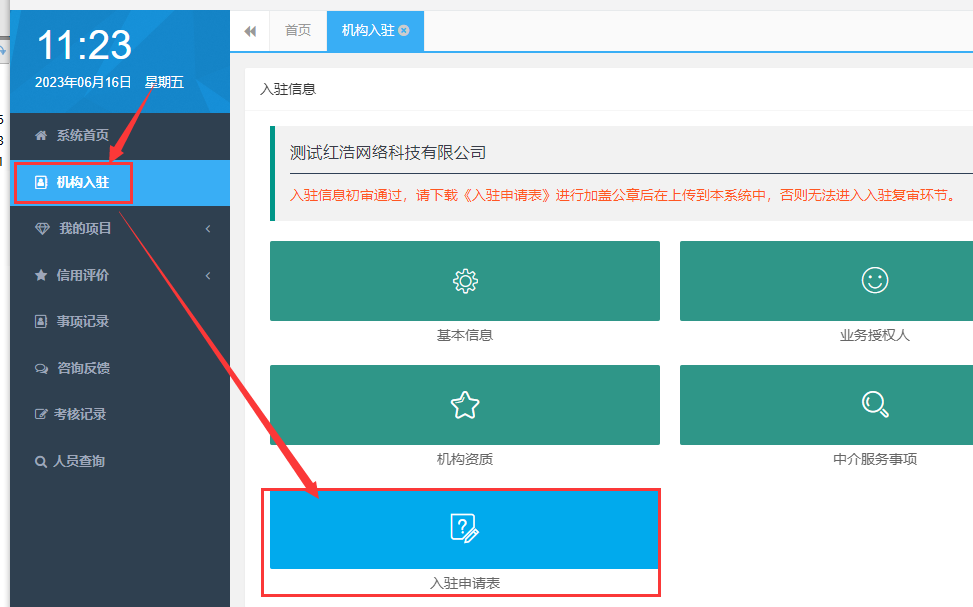 11:23
2023年06月16日 星期五
系统首页
机构入驻
我的项目
信用评价
事项记录
咨询反馈
考核记录
人员查询
首页
机构入驻
入驻信息
测试红浩网络科技有限公司
入驻信息初审通过，请下载《入驻申请表》进行加盖公章后在上传到本系统中，否则无法进入入驻复审环节。
基本信息
业务授权人
机构资质
中介服务事项
入驻申请表